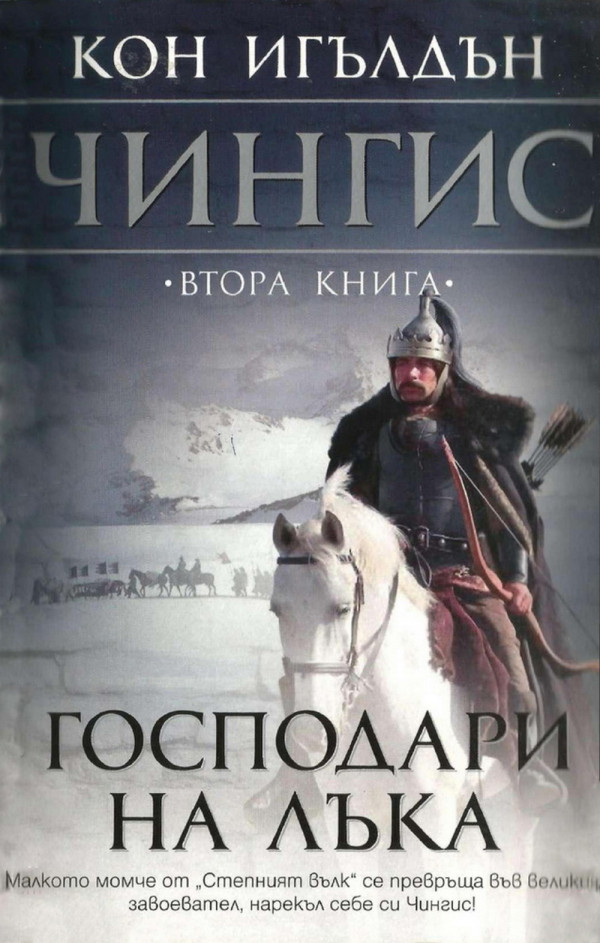 КОН ИГЪЛДЪН
ЧИНГИС
•ВТОРА КНИГА•
ГОСПОДАРИ
НА ЛЪКА
Малкото момче от „Степният вълк“ се превръща във великия
завоевател, нарекъл себе си Чингис!